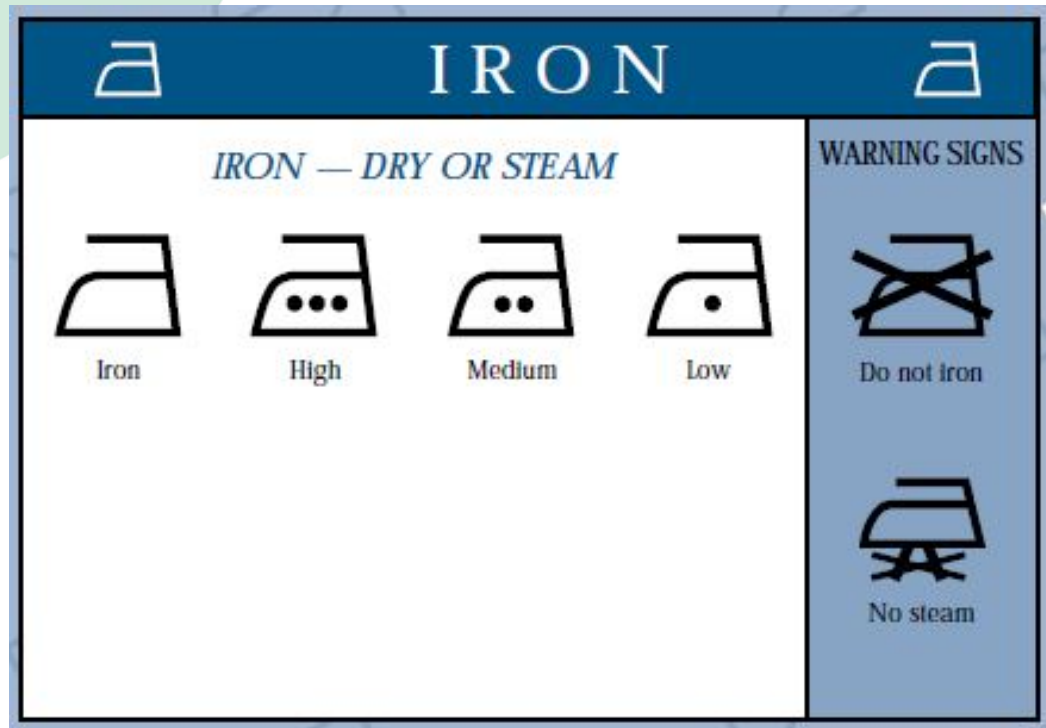 IRON
IRON — DRY OR STEAM
Iron
High
Medium
Low
WARNING SIGNS
Do not iron
No steam